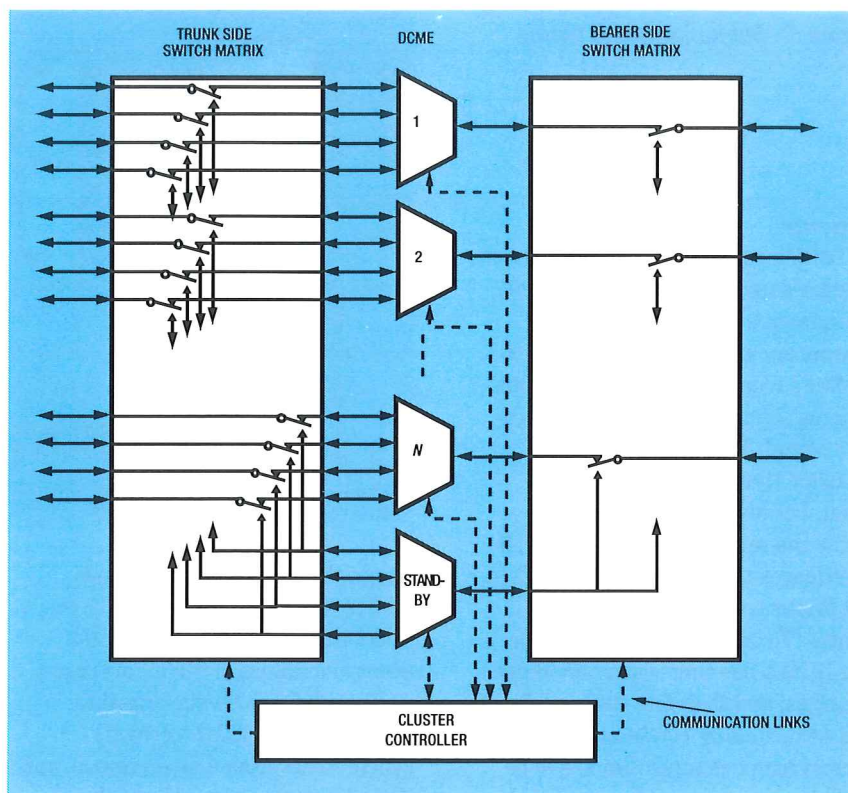 TRUNK SIDE
SWITCH MATRIX
DCME
BEARER SIDE
SWITCH MATRIX
1
2
N
STAND-
BY
CLUSTER
CONTROLLER
COMMUNICATION LINKS